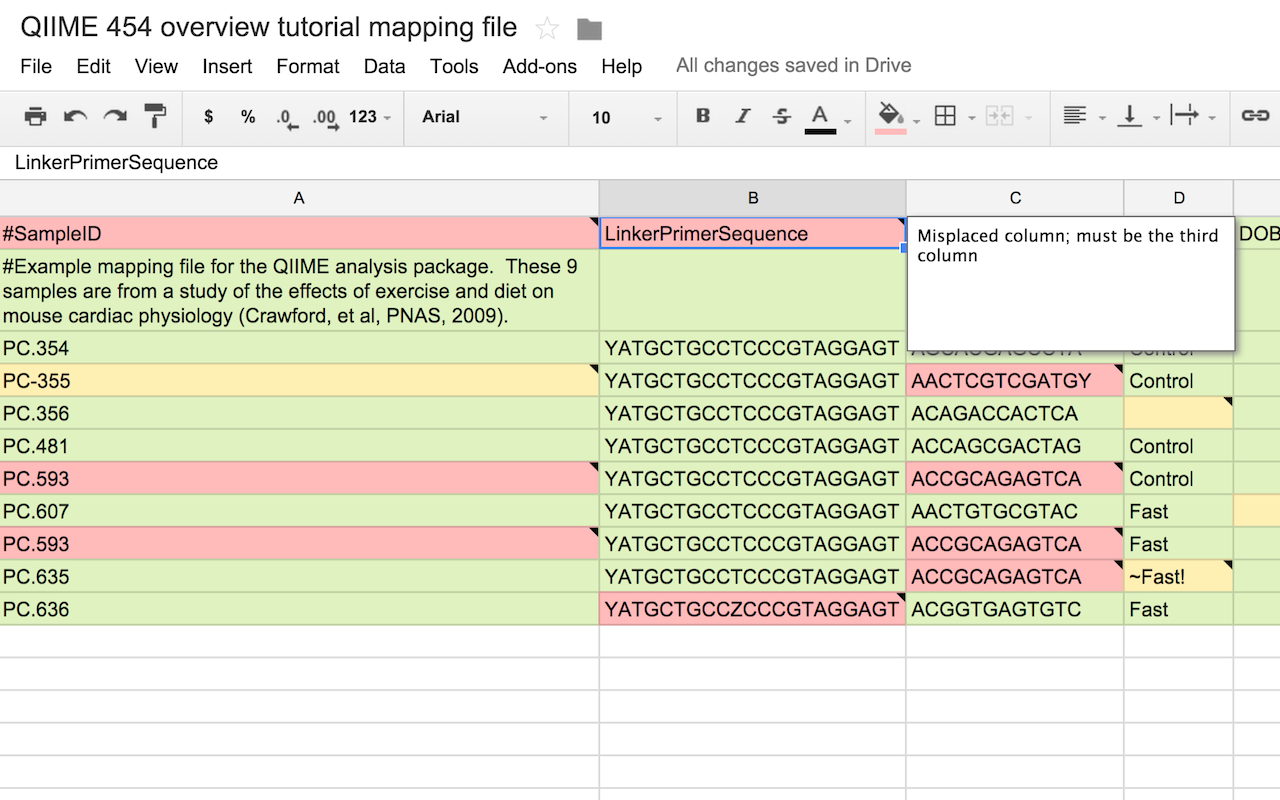 QIIME 454 overview tutorial mapping file
File Edit View Insert Format Data Tools Add-ons Help All changes saved in Drive
$ % .0 .00 123 Arial 10 B I S A
LinkerPrimerSequence
A B C D
#SampleID LinkerPrimerSequence DOB
Misplaced column; must be the third
column
#Example mapping file for the QIIME analysis package. These 9
samples are from a study of the effects of exercise and diet on
mouse cardiac physiology (Crawford, et al, PNAS, 2009).
PC.354 YATGCTGCCTCCCGTAGGAGT
PC-355 YATGCTGCCTCCCGTAGGAGT AACTCGTCGATGY Control
PC.356 YATGCTGCCTCCCGTAGGAGT ACAGACCACTCA
PC.481 YATGCTGCCTCCCGTAGGAGT ACCAGCGACTAG Control
PC.593 YATGCTGCCTCCCGTAGGAGT ACCGCAGAGTCA Control
PC.607 YATGCTGCCTCCCGTAGGAGT AACTGTGCGTAC Fast
PC.593 YATGCTGCCTCCCGTAGGAGT ACCGCAGAGTCA Fast
PC.635 YATGCTGCCTCCCGTAGGAGT ACCGCAGAGTCA ~Fast!
PC.636 YATGCTGCCZCCCGTAGGAGT ACGGTGAGTGTC Fast